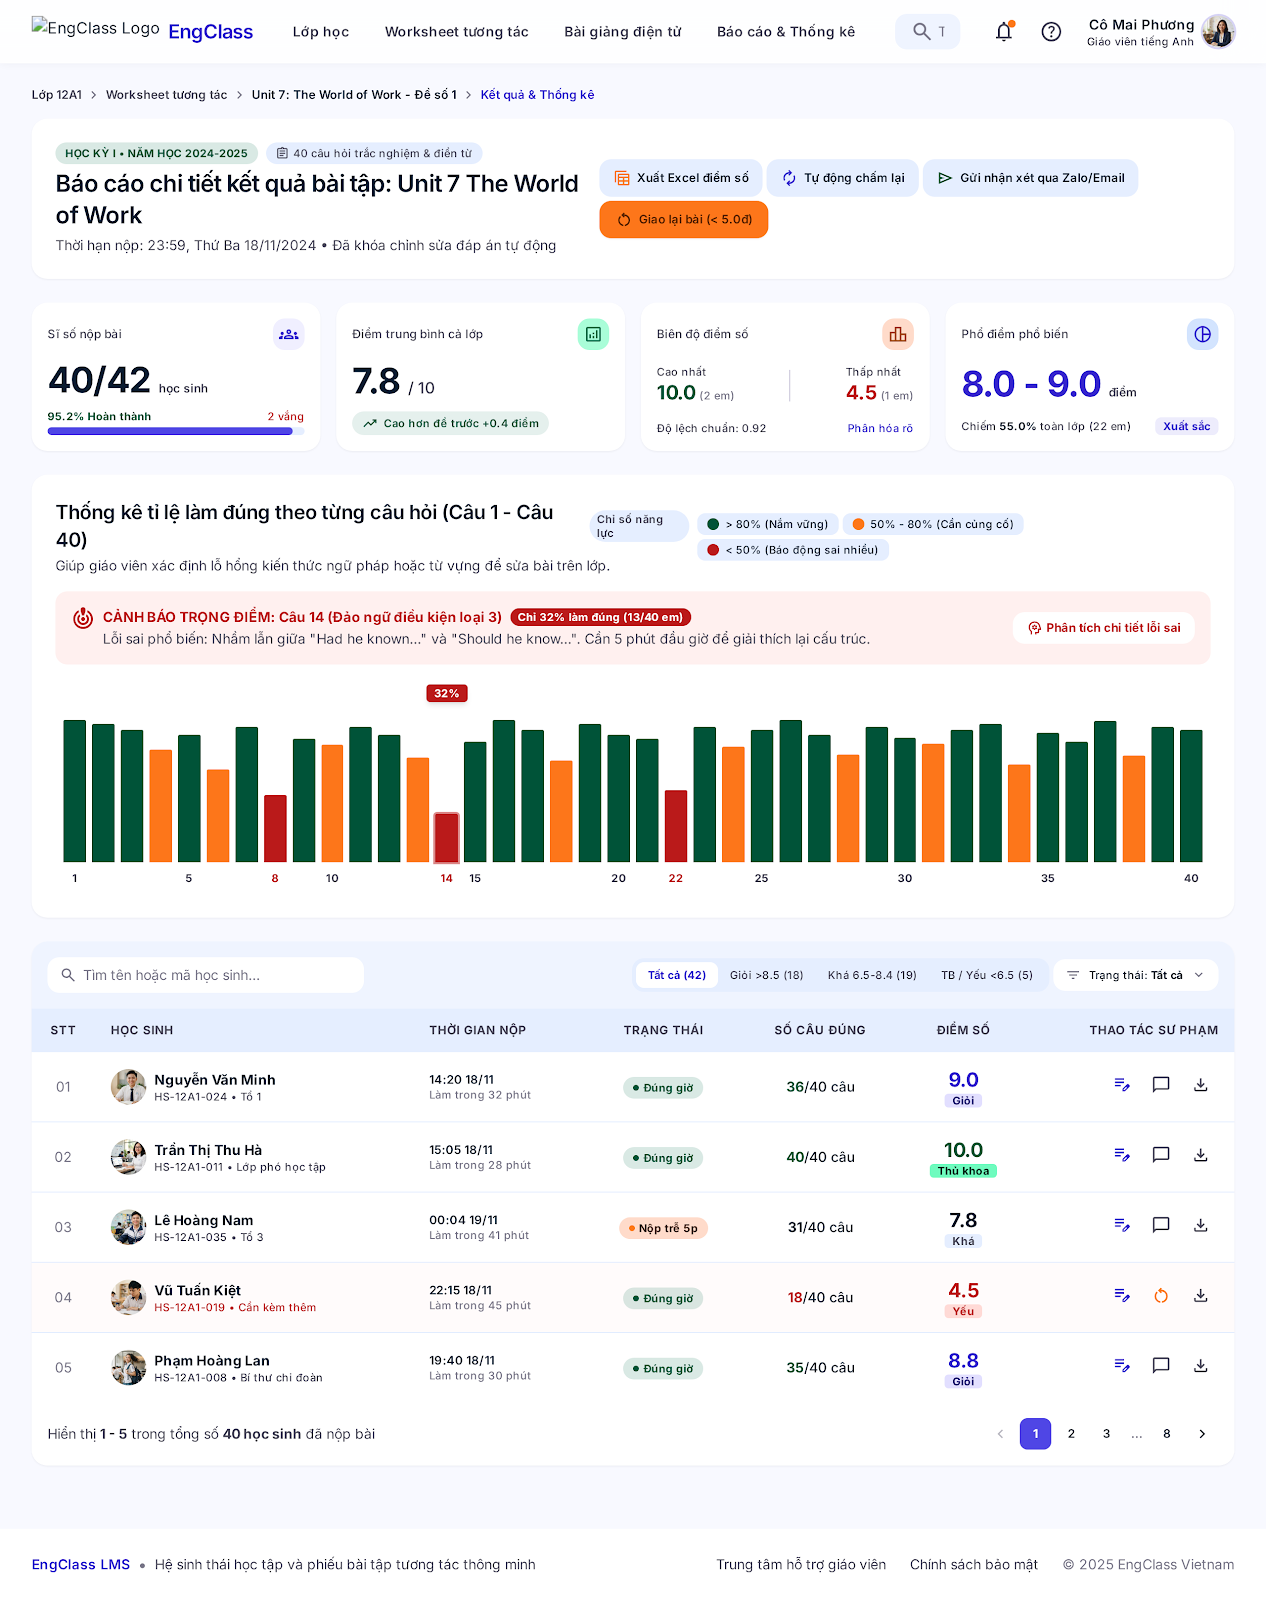 EngClass Logo EngClass Lớp học Worksheet tương tác Bài giảng điện tử Báo cáo & Thống kê T Cô Mai Phương
Giáo viên tiếng Anh
Lớp 12A1 > Worksheet tương tác > Unit 7: The World of Work - Đề số 1 > Kết quả & Thống kê
HỌC KỲ I • NĂM HỌC 2024-2025 40 câu hỏi trắc nghiệm & điền từ
Báo cáo chi tiết kết quả bài tập: Unit 7 The World
of Work
Thời hạn nộp: 23:59, Thứ Ba 18/11/2024 • Đã khóa chỉnh sửa đáp án tự động
Xuất Excel điểm số Tự động chấm lại Gửi nhận xét qua Zalo/Email
Giao lại bài (< 5.0đ)
Sĩ số nộp bài
40/42 học sinh
95.2% Hoàn thành 2 vắng
Điểm trung bình cả lớp
7.8 / 10
Cao hơn đề trước +0.4 điểm
Biên độ điểm số
Cao nhất Thấp nhất
10.0 (2 em) 4.5 (1 em)
Độ lệch chuẩn: 0.92 Phân hóa rõ
Phổ điểm phổ biến
8.0 - 9.0 điểm
Chiếm 55.0% toàn lớp (22 em) Xuất sắc
Thống kê tỉ lệ làm đúng theo từng câu hỏi (Câu 1 - Câu
40)
Giúp giáo viên xác định lỗ hổng kiến thức ngữ pháp hoặc từ vựng để sửa bài trên lớp.
Chỉ số năng
lực
> 80% (Nắm vững) 50% - 80% (Cần củng cố)
< 50% (Báo động sai nhiều)
CẢNH BÁO TRỌNG ĐIỂM: Câu 14 (Đảo ngữ điều kiện loại 3) Chỉ 32% làm đúng (13/40 em)
Lỗi sai phổ biến: Nhầm lẫn giữa "Had he known..." và "Should he know...". Cần 5 phút đầu giờ để giải thích lại cấu trúc.
Phân tích chi tiết lỗi sai
32%
1 5 8 10 14 15 20 22 25 30 35 40
Tìm tên hoặc mã học sinh... Tất cả (42) Giỏi >8.5 (18) Khá 6.5-8.4 (19) TB / Yếu <6.5 (5) Trạng thái: Tất cả
STT HỌC SINH THỜI GIAN NỘP TRẠNG THÁI SỐ CÂU ĐÚNG ĐIỂM SỐ THAO TÁC SƯ PHẠM
01 Nguyễn Văn Minh 14:20 18/11 Đúng giờ 36/40 câu 9.0
HS-12A1-024 • Tổ 1 Làm trong 32 phút Giỏi
02 Trần Thị Thu Hà 15:05 18/11 Đúng giờ 40/40 câu 10.0
HS-12A1-011 • Lớp phó học tập Làm trong 28 phút Thủ khoa
03 Lê Hoàng Nam 00:04 19/11 Nộp trễ 5p 31/40 câu 7.8
HS-12A1-035 • Tổ 3 Làm trong 41 phút Khá
04 Vũ Tuấn Kiệt 22:15 18/11 Đúng giờ 18/40 câu 4.5
HS-12A1-019 • Cần kèm thêm Làm trong 45 phút Yếu
05 Phạm Hoàng Lan 19:40 18/11 Đúng giờ 35/40 câu 8.8
HS-12A1-008 • Bí thư chi đoàn Làm trong 30 phút Giỏi
Hiển thị 1 - 5 trong tổng số 40 học sinh đã nộp bài 1 2 3 ... 8
EngClass LMS • Hệ sinh thái học tập và phiếu bài tập tương tác thông minh Trung tâm hỗ trợ giáo viên Chính sách bảo mật © 2025 EngClass Vietnam